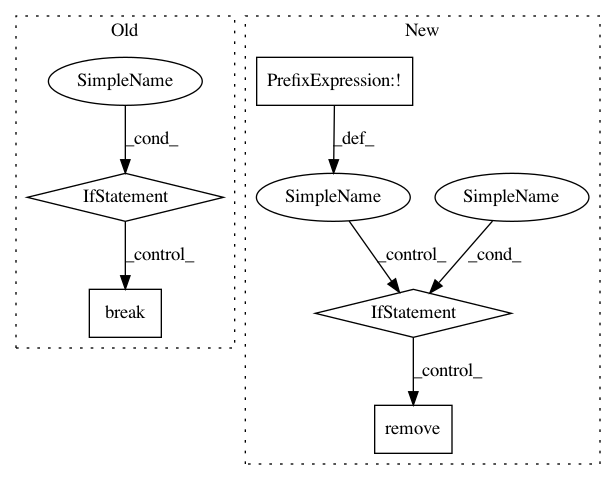 Old
New
SimpleName
PrefixExpression:!
_cond_
_def_
IfStatement
SimpleName
SimpleName
_control_
_control_
_cond_
break
IfStatement
_control_
remove